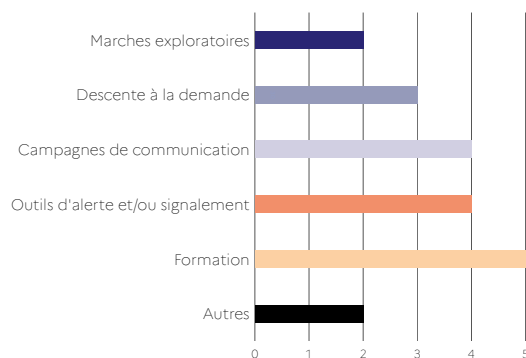 Marches exploratoires
Descente à la demande
Campagnes de communication
Outils d'alerte et/ou signalement
Formation
Autres
0 1 2 3 4 5